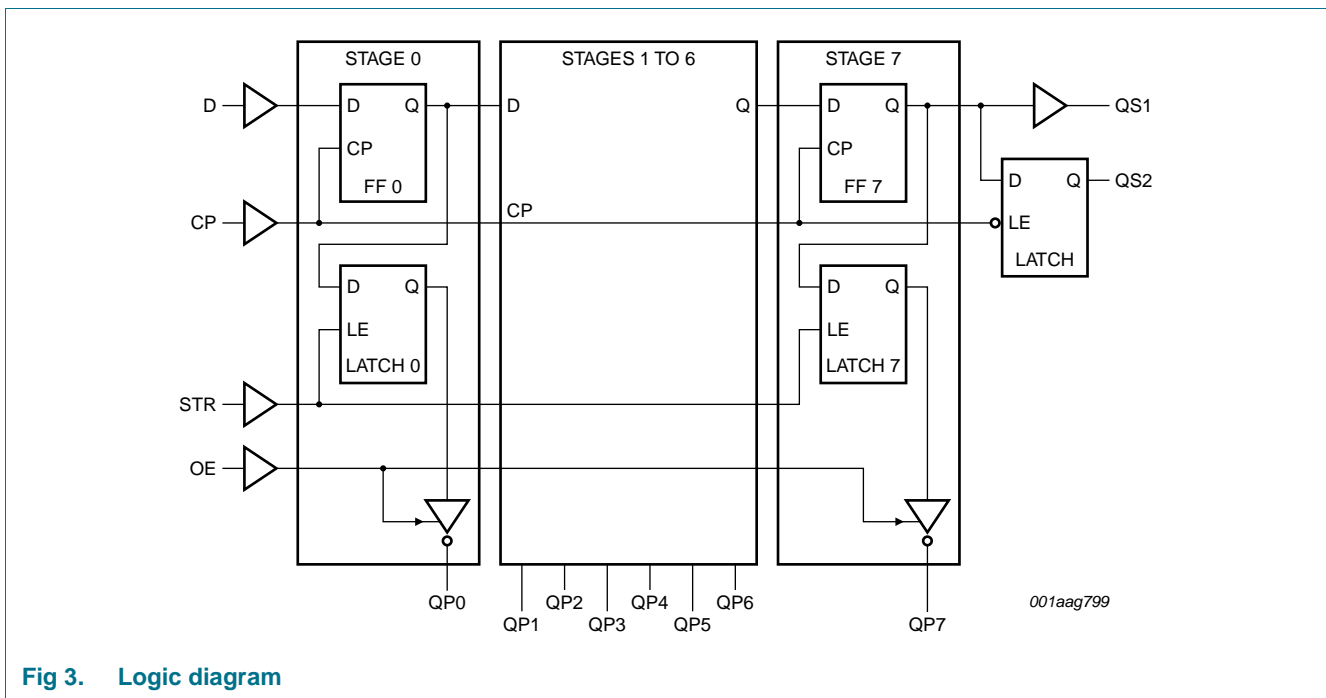 STAGE 0
STAGES 1 TO 6
STAGE 7
D
D
Q
D
Q
D
Q
QS1
CP
CP
FF 0
FF 7
D
Q
QS2
CP
CP
LE
LATCH
D
Q
D
Q
LE
LE
LATCH 0
LATCH 7
STR
OE
QP0
QP2
QP4
QP6
QP1
QP3
QP5
QP7
001aag799
Fig 3. Logic diagram